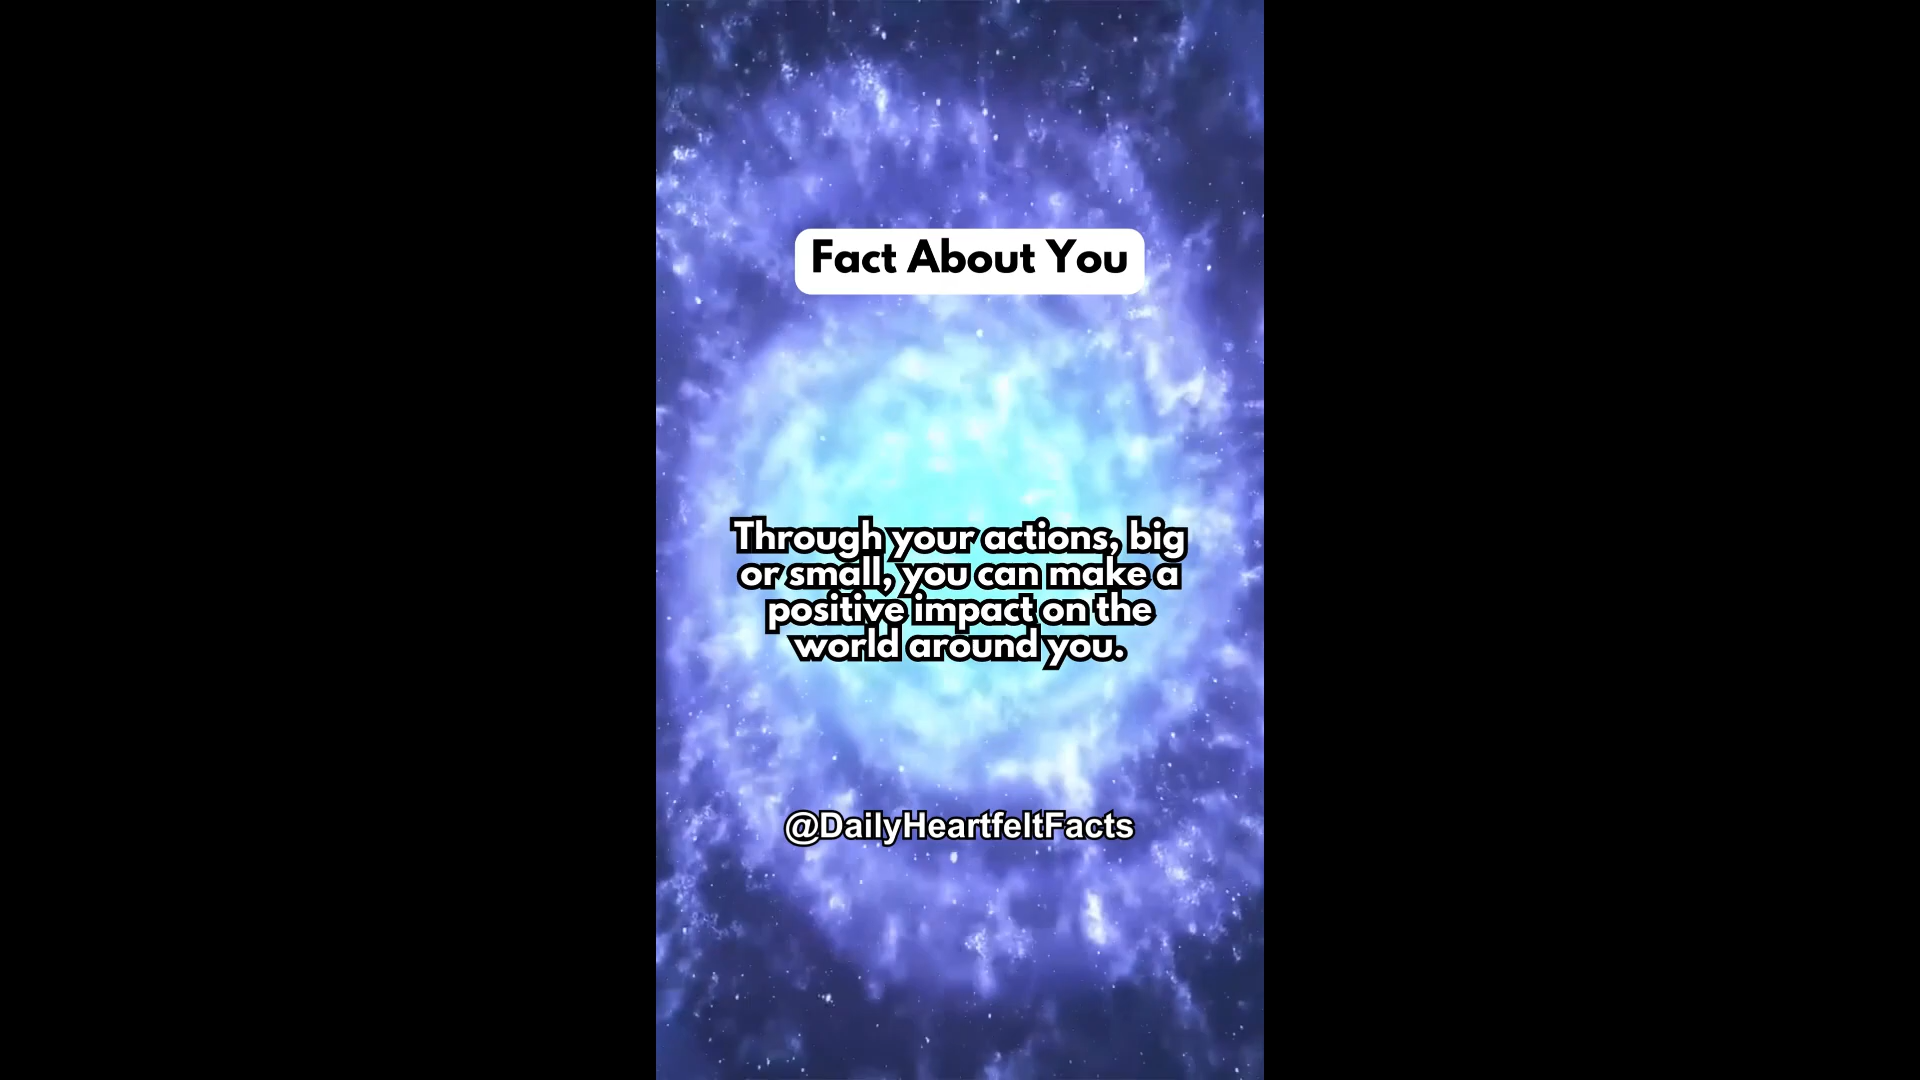 Fact About You
Through your actions, big
or small, you can make a
positive impact on the
world around you.
@DailyHeartfeltFacts